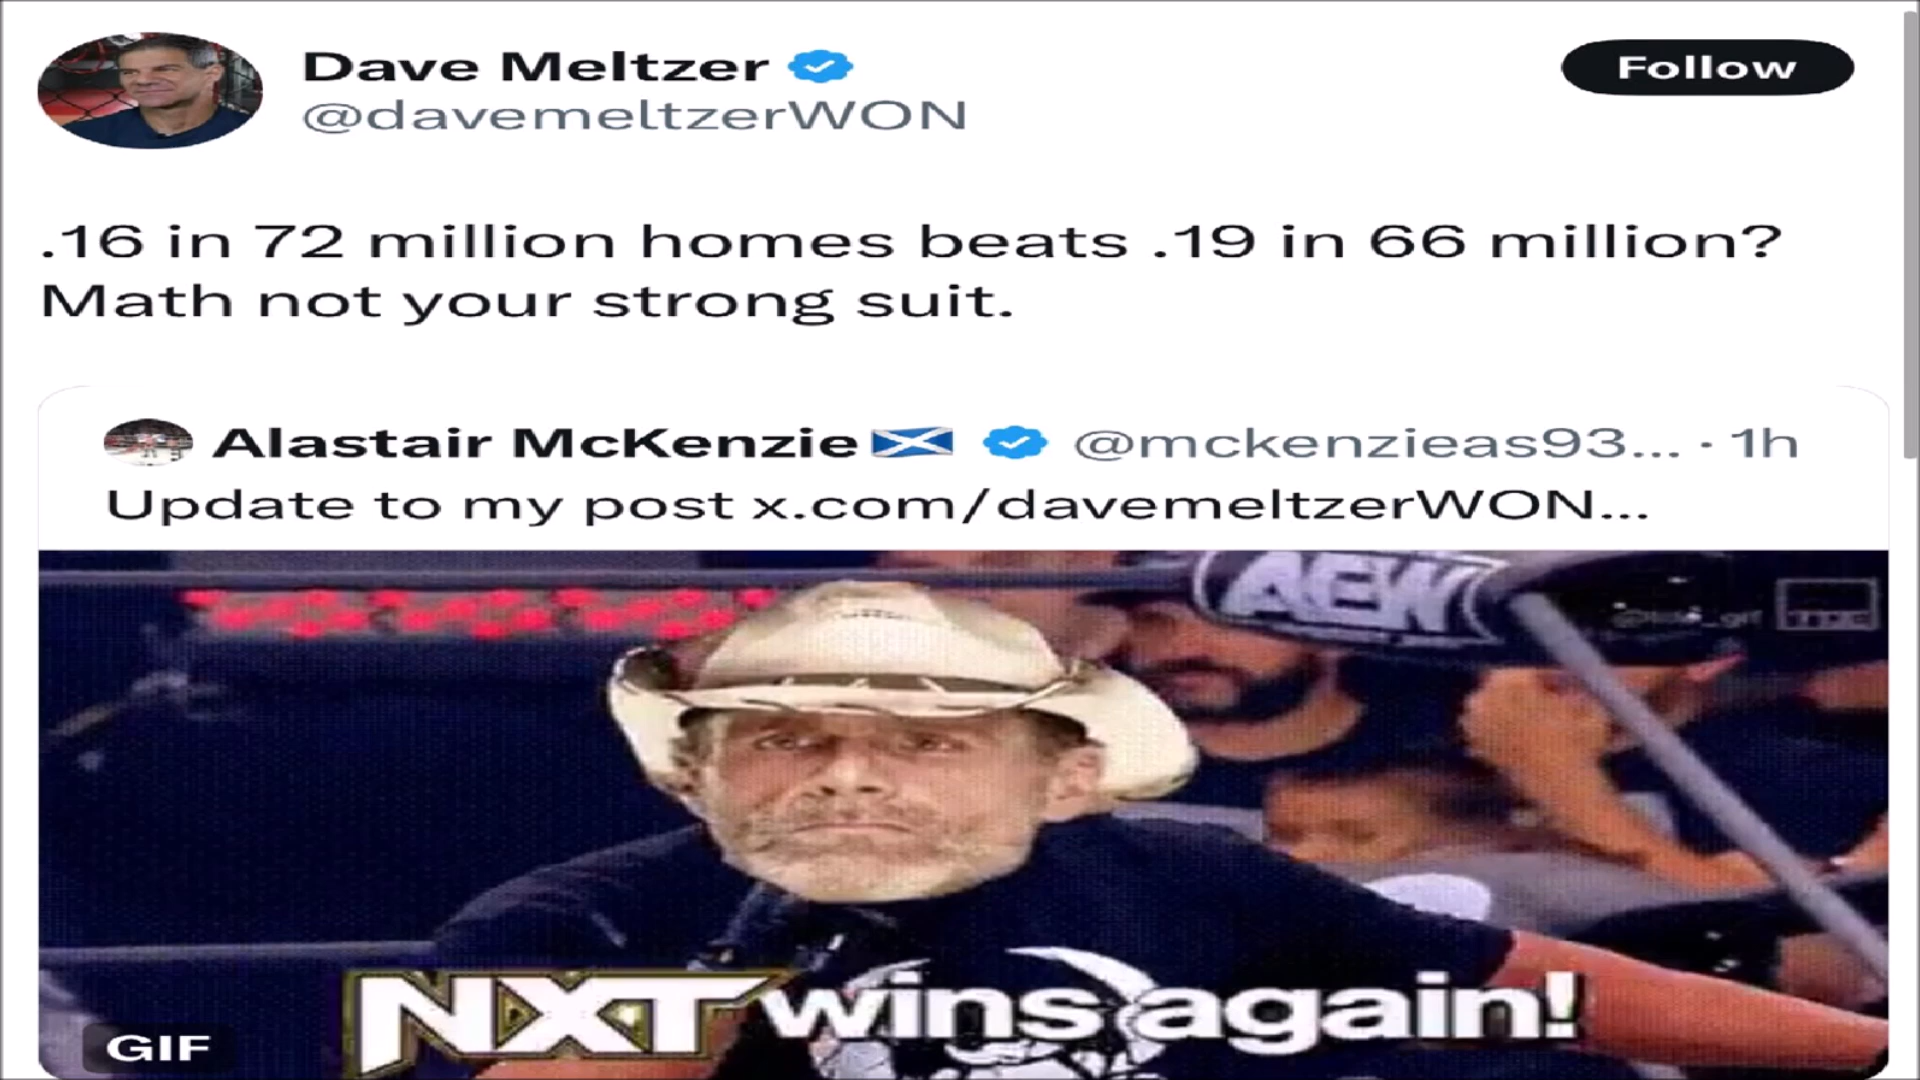 Dave Meltzer
Follow
@davemeltzerWON
.16 in 72 million homes beats .19 in 66 million?
Math not your strong suit.
Alastair McKenzie @mckenzieas93... · 1h
Update to my post x.com/davemeltzerWON...
AEW
NXT wins again!
GIF